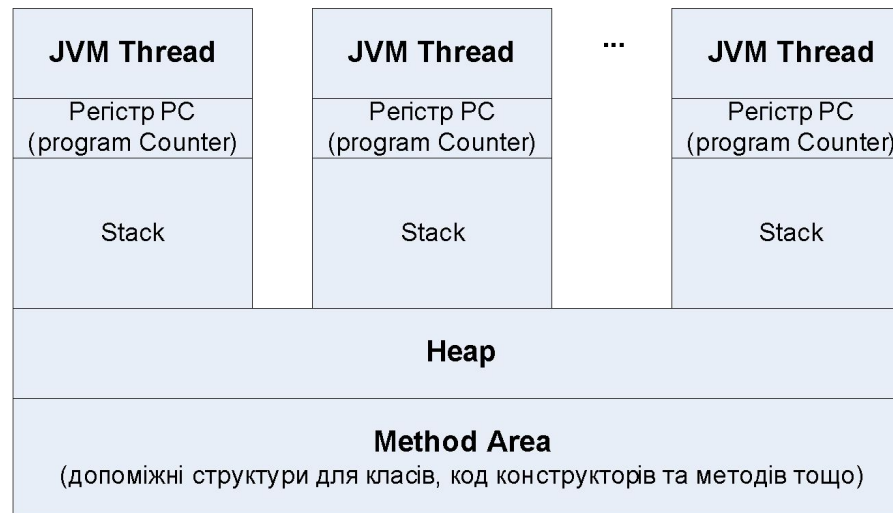 JVM Thread
Регістр PC
(program Counter)
Stack
JVM Thread
Регістр PC
(program Counter)
Stack
...
JVM Thread
Регістр PC
(program Counter)
Stack
Heap
Method Area
(допоміжні структури для класів, код конструкторів та методів тощо)